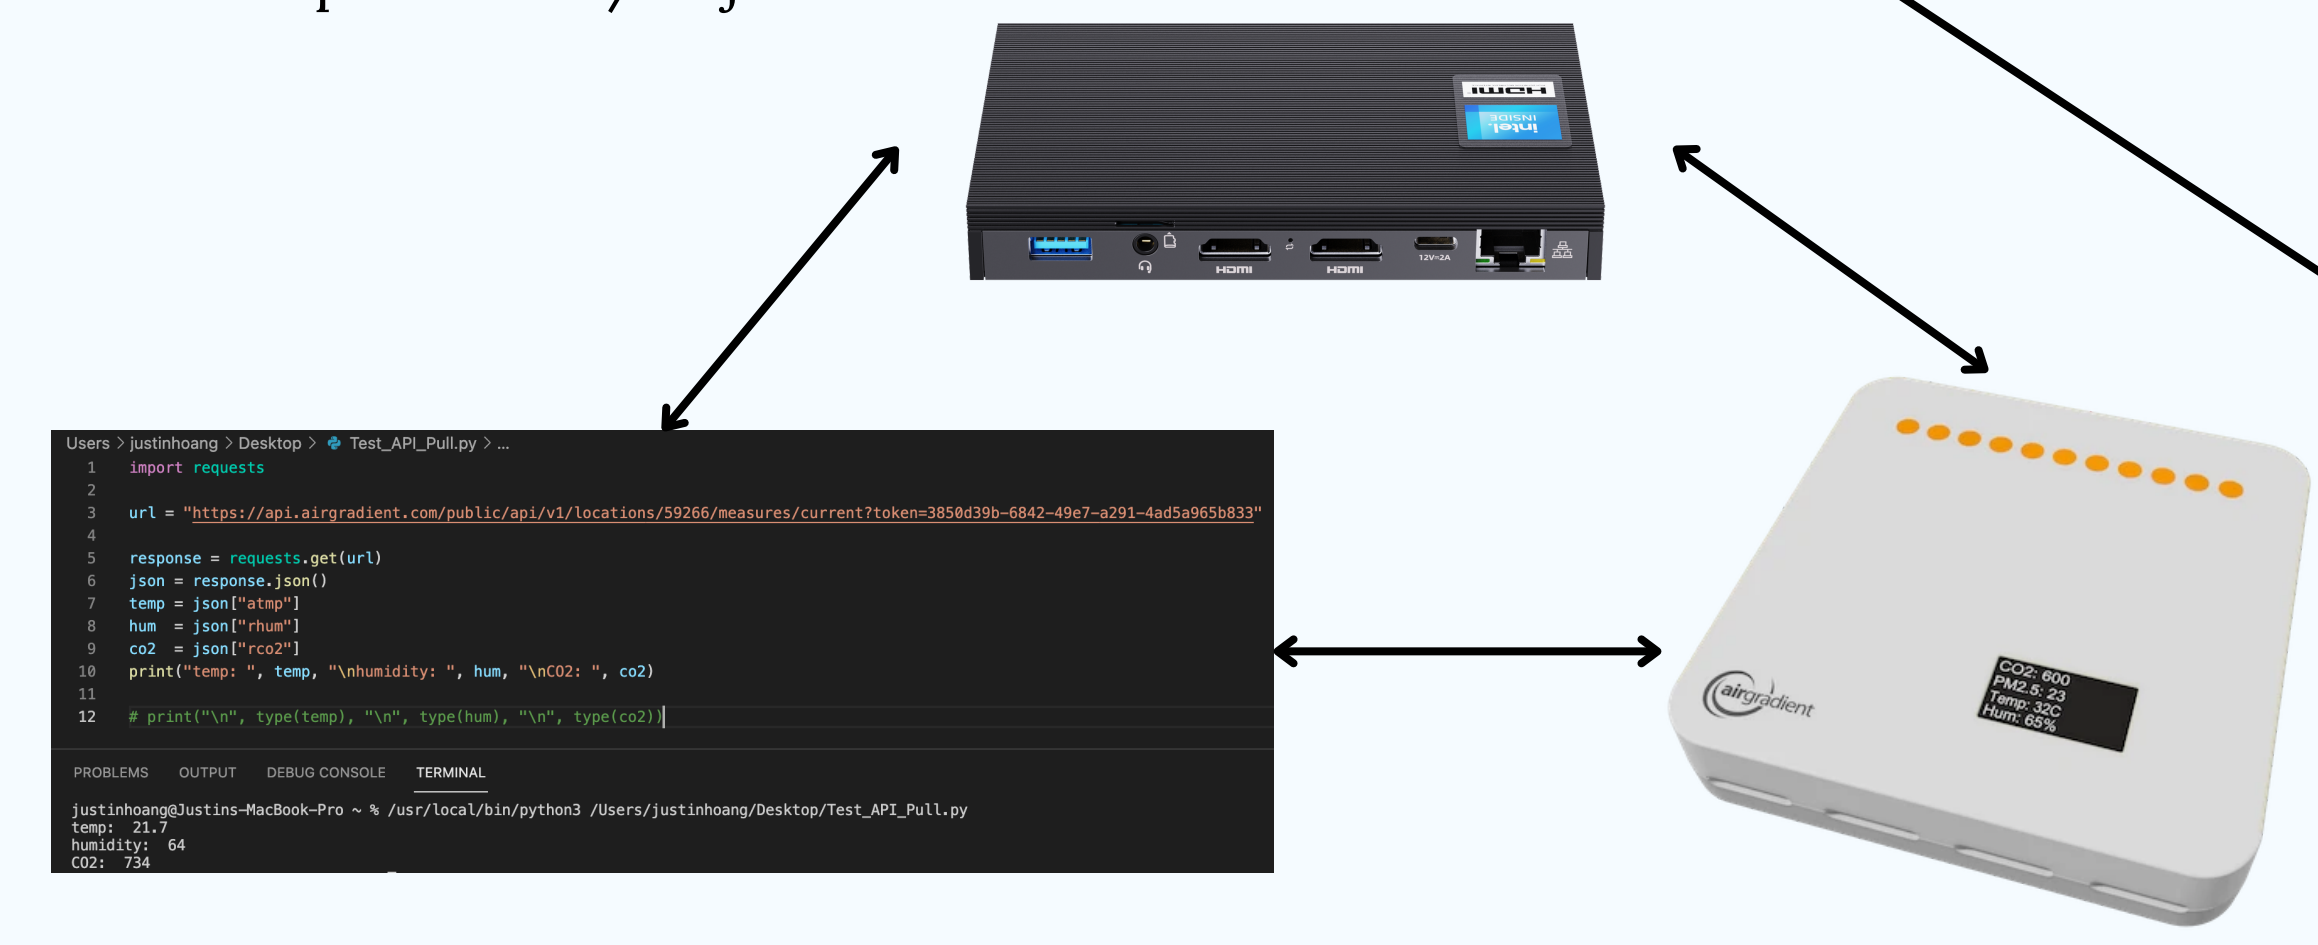 HDMI
intel
INSIDE
HDMI
HDMI
12V=2A
Users > justinhoang > Desktop > Test_API_Pull.py > ...
1 import requests
2
3 url = "https://api.airgradient.com/public/api/v1/locations/59266/measures/current?token=3850d39b-6842-49e7-a291-4ad5a965b833"
4
5 response = requests.get(url)
6 json = response.json()
7 temp = json["atmp"]
8 hum  = json["rhum"]
9 co2  = json["rco2"]
10 print("temp: ", temp, "\nhumidity: ", hum, "\nCO2: ", co2)
11
12 # print("\n", type(temp), "\n", type(hum), "\n", type(co2))
PROBLEMS OUTPUT DEBUG CONSOLE TERMINAL
justinhoang@Justins-MacBook-Pro ~ % /usr/local/bin/python3 /Users/justinhoang/Desktop/Test_API_Pull.py
temp:  21.7
humidity:  64
CO2:  734
airgradient
CO2: 600
PM2.5: 23
Temp: 32C
Hum: 65%